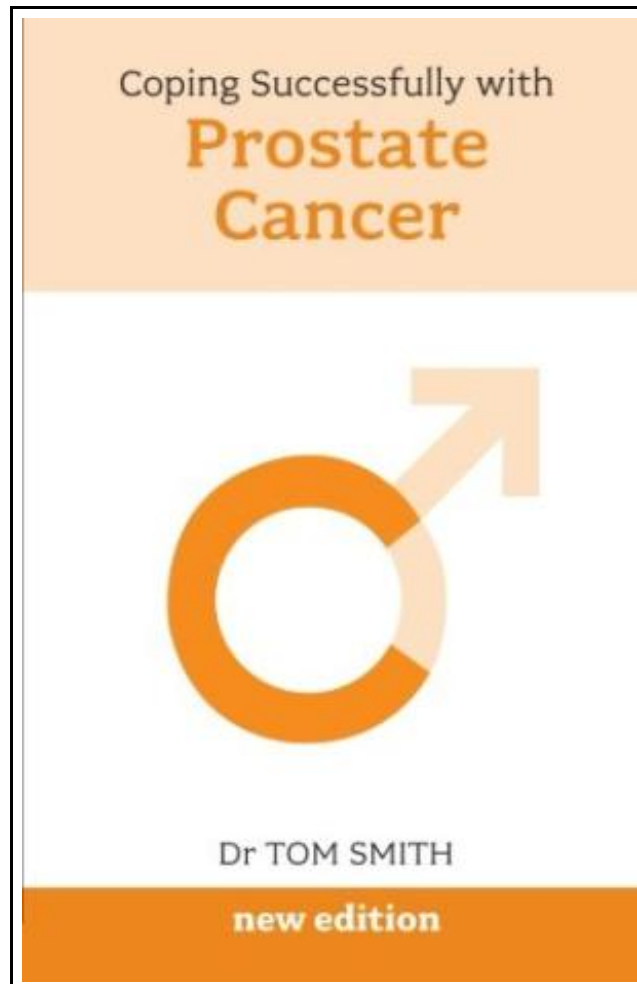 Coping Successfully with
Prostate
Cancer
Dr TOM SMITH
new edition